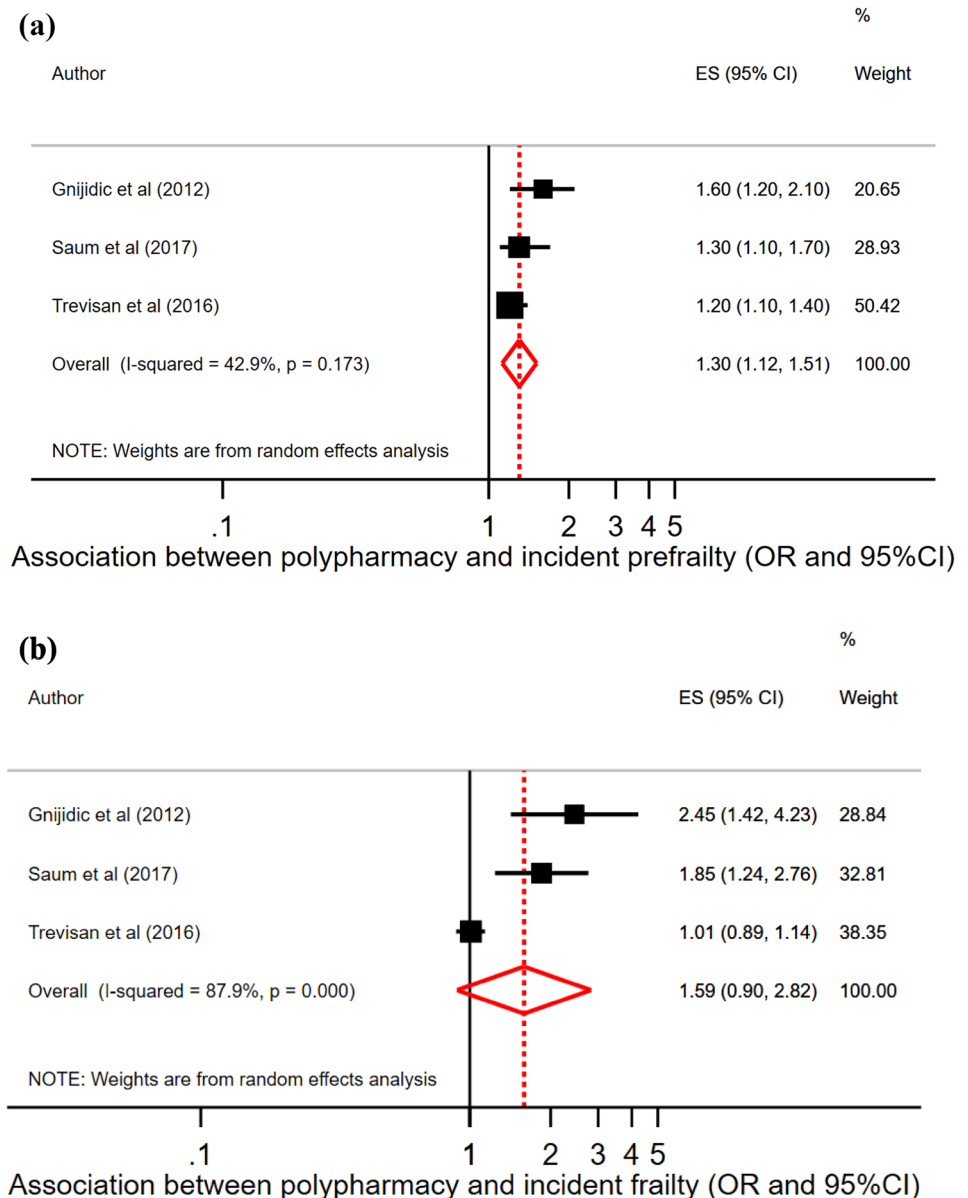 (a)
%
Author ES (95% CI) Weight
Gnijidic et al (2012) 1.60 (1.20, 2.10) 20.65
Saum et al (2017) 1.30 (1.10, 1.70) 28.93
Trevisan et al (2016) 1.20 (1.10, 1.40) 50.42
Overall (I-squared = 42.9%, p = 0.173) 1.30 (1.12, 1.51) 100.00
NOTE: Weights are from random effects analysis
.1 1 2 3 4 5
Association between polypharmacy and incident prefrailty (OR and 95%CI)
(b)
%
Author ES (95% CI) Weight
Gnijidic et al (2012) 2.45 (1.42, 4.23) 28.84
Saum et al (2017) 1.85 (1.24, 2.76) 32.81
Trevisan et al (2016) 1.01 (0.89, 1.14) 38.35
Overall (I-squared = 87.9%, p = 0.000) 1.59 (0.90, 2.82) 100.00
NOTE: Weights are from random effects analysis
.1 1 2 3 4 5
Association between polypharmacy and incident frailty (OR and 95%CI)